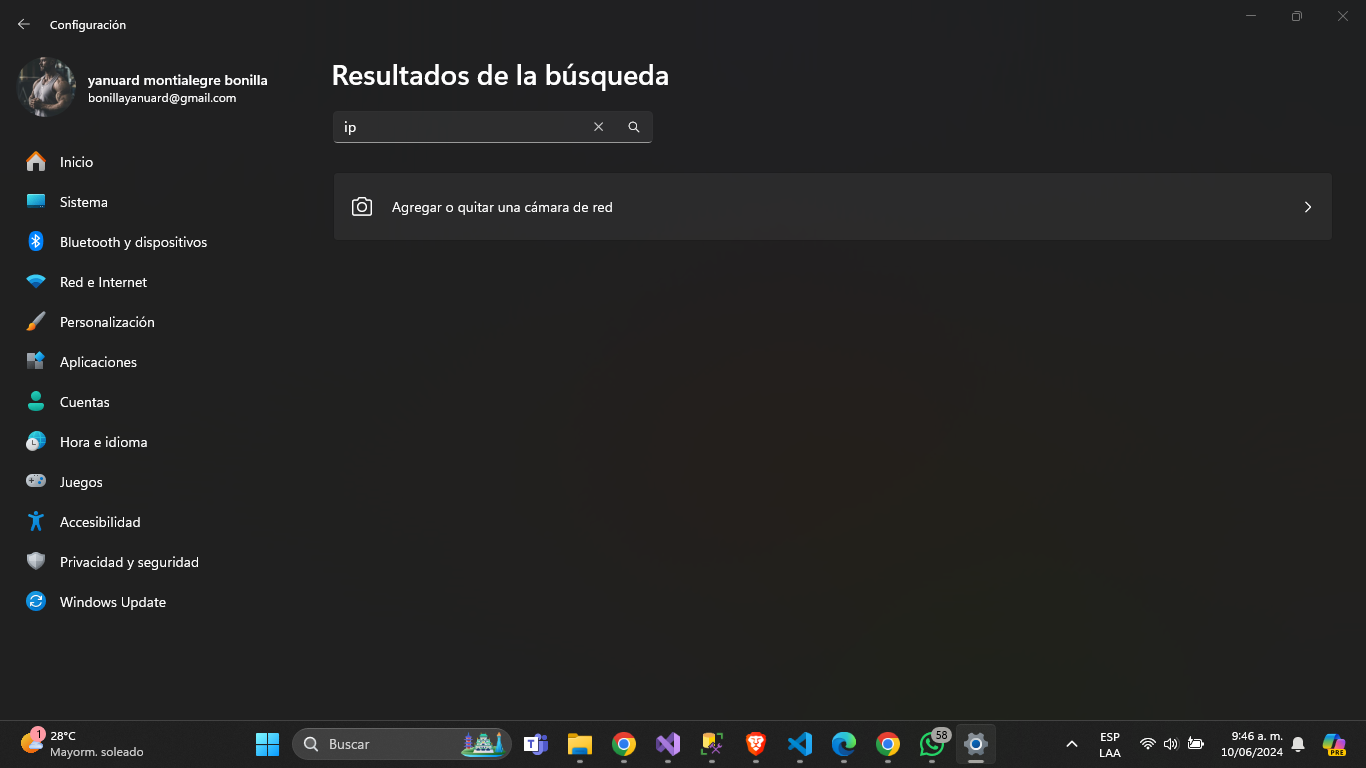 Configuración
yanuard montialegre bonilla
bonillayanuard@gmail.com
Inicio
Sistema
Bluetooth y dispositivos
Red e Internet
Personalización
Aplicaciones
Cuentas
Hora e idioma
Juegos
Accesibilidad
Privacidad y seguridad
Windows Update
Resultados de la búsqueda
ip
Agregar o quitar una cámara de red
1
28°C
Mayorm. soleado
Buscar
58
ESP
LAA
9:46 a. m.
10/06/2024
PRE